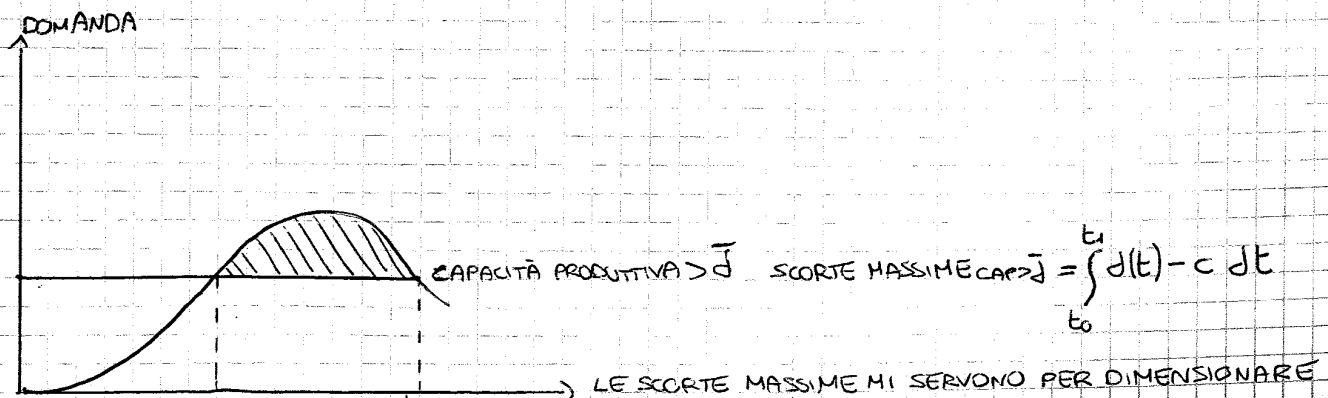 DOMANDA
CAPACITÀ PRODUTTIVA > d̄ SCORTE MASSIME CAP>d̄ = ∫ d(t) - c dt
t₁
t₀
LE SCORTE MASSIME MI SERVONO PER DIMENSIONARE